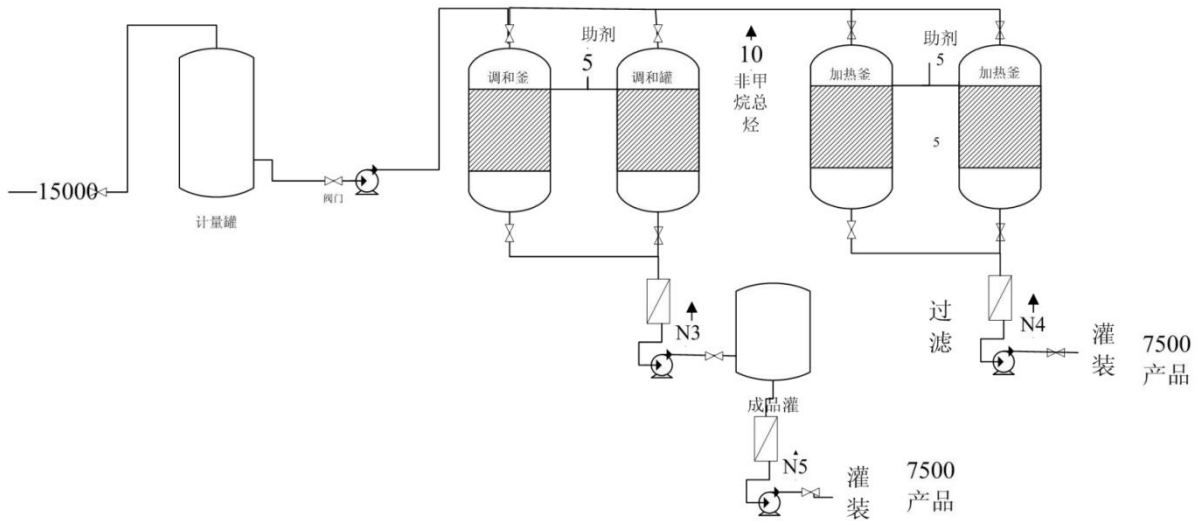 助剂
5
10
非甲
烷总
烃
助剂
5
调和釜
调和罐
加热釜
加热釜
5
15000
阀门
计量罐
N3
过
滤
N4
灌
装
7500
产品
成品灌
N5
灌
装
7500
产品